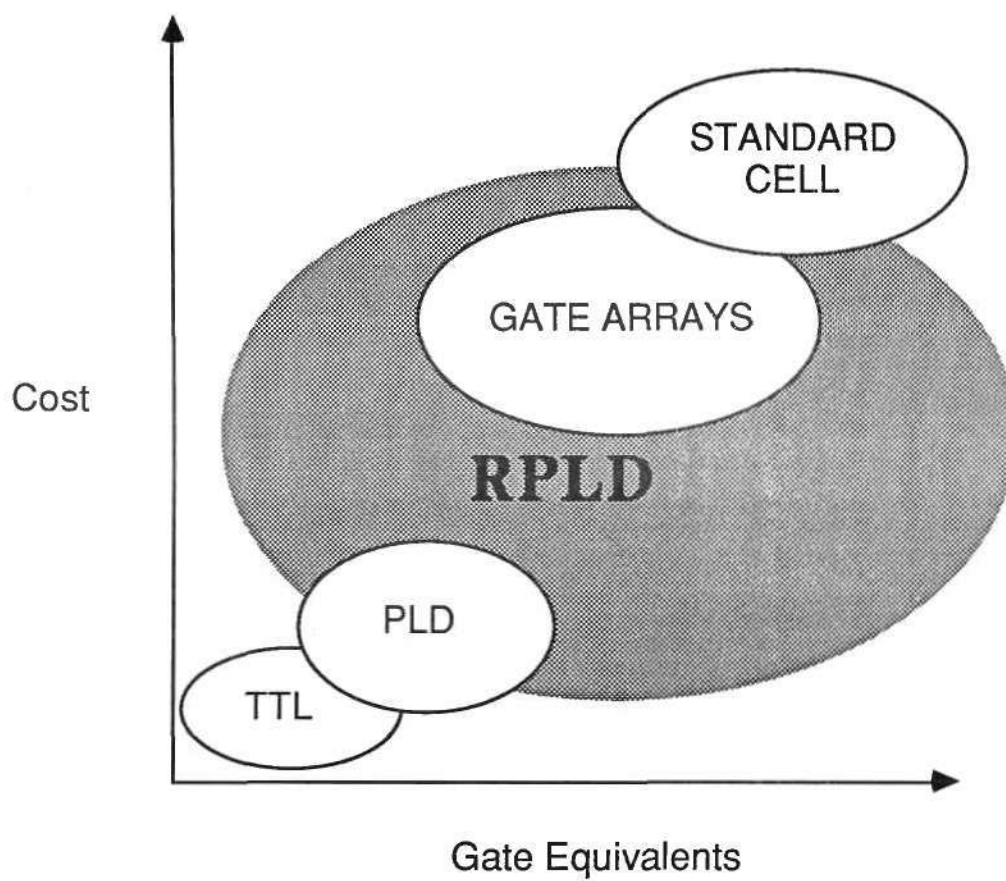 STANDARD
CELL
GATE ARRAYS
Cost
RPLD
PLD
TTL
Gate Equivalents